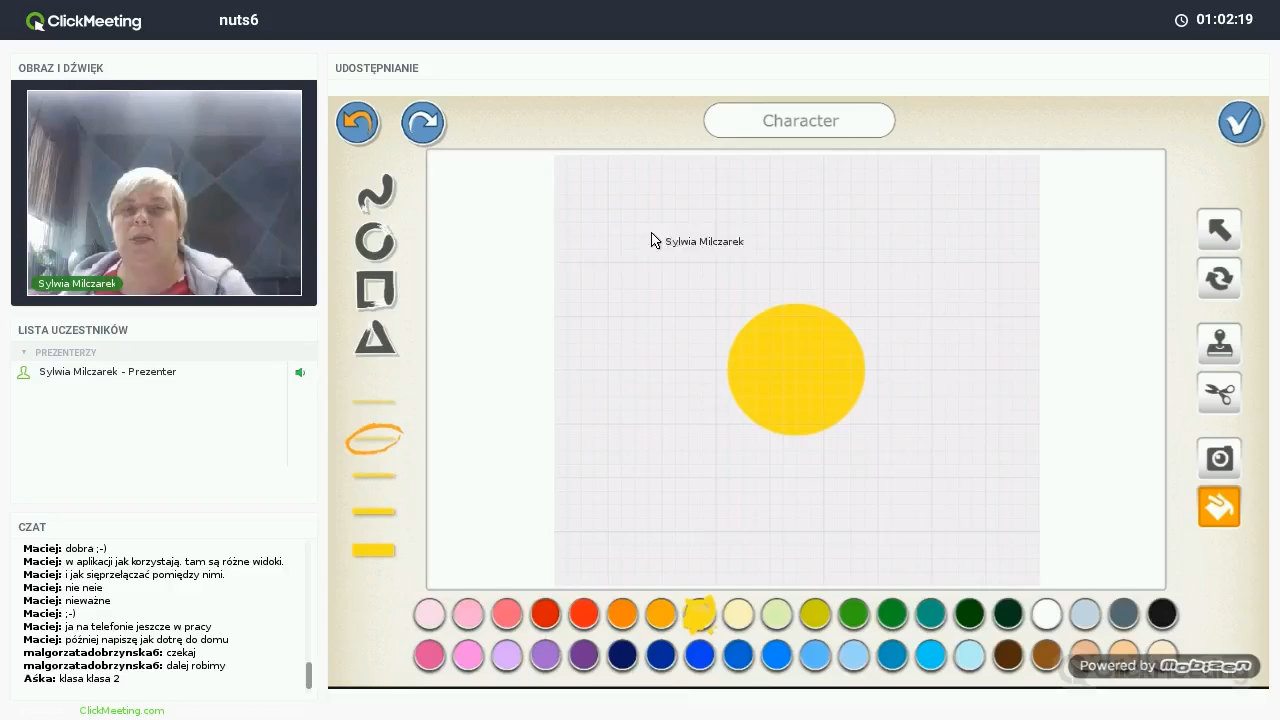 ClickMeeting
nuts6
01:02:19
OBRAZ I DŹWIĘK
UDOSTĘPNIANIE
Character
Sylwia Milczarek
Sylwia Milczarek
LISTA UCZESTNIKÓW
PREZENTERZY
Sylwia Milczarek - Prezenter
CZAT
Maciej: dobra ;-)
Maciej: w aplikacji jak korzystają. tam są różne widoki.
Maciej: i jak sięprzełączać pomiędzy nimi.
Maciej: nie neie
Maciej: nieważne
Maciej: ;-)
Maciej: ja na telefonie jeszcze w pracy
Maciej: później napiszę jak dotrę do domu
malgorzatadobrzynska6: czekaj
malgorzatadobrzynska6: dalej robimy
Aśka: klasa klasa 2
Powered by Mobizen
ClickMeeting
ClickMeeting.com